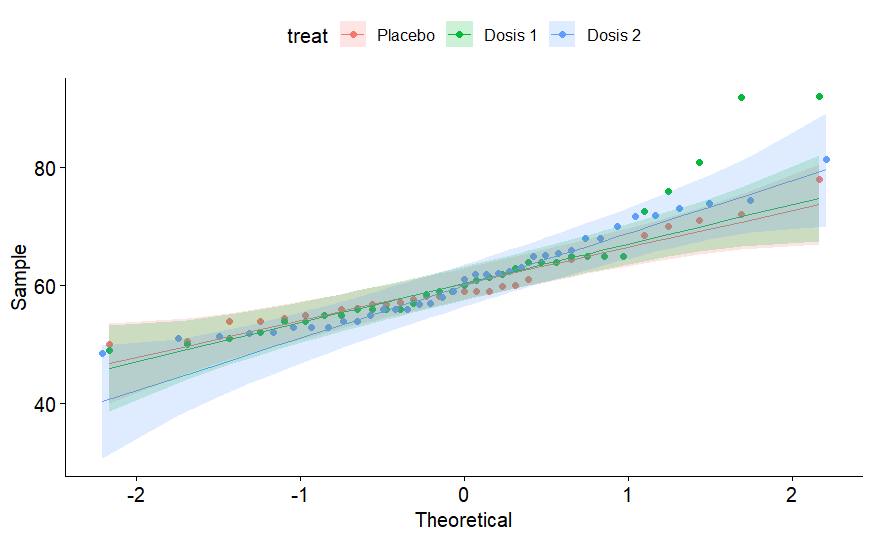 treat Placebo Dosis 1 Dosis 2
80
60
40
Sample
-2 -1 0 1 2
Theoretical